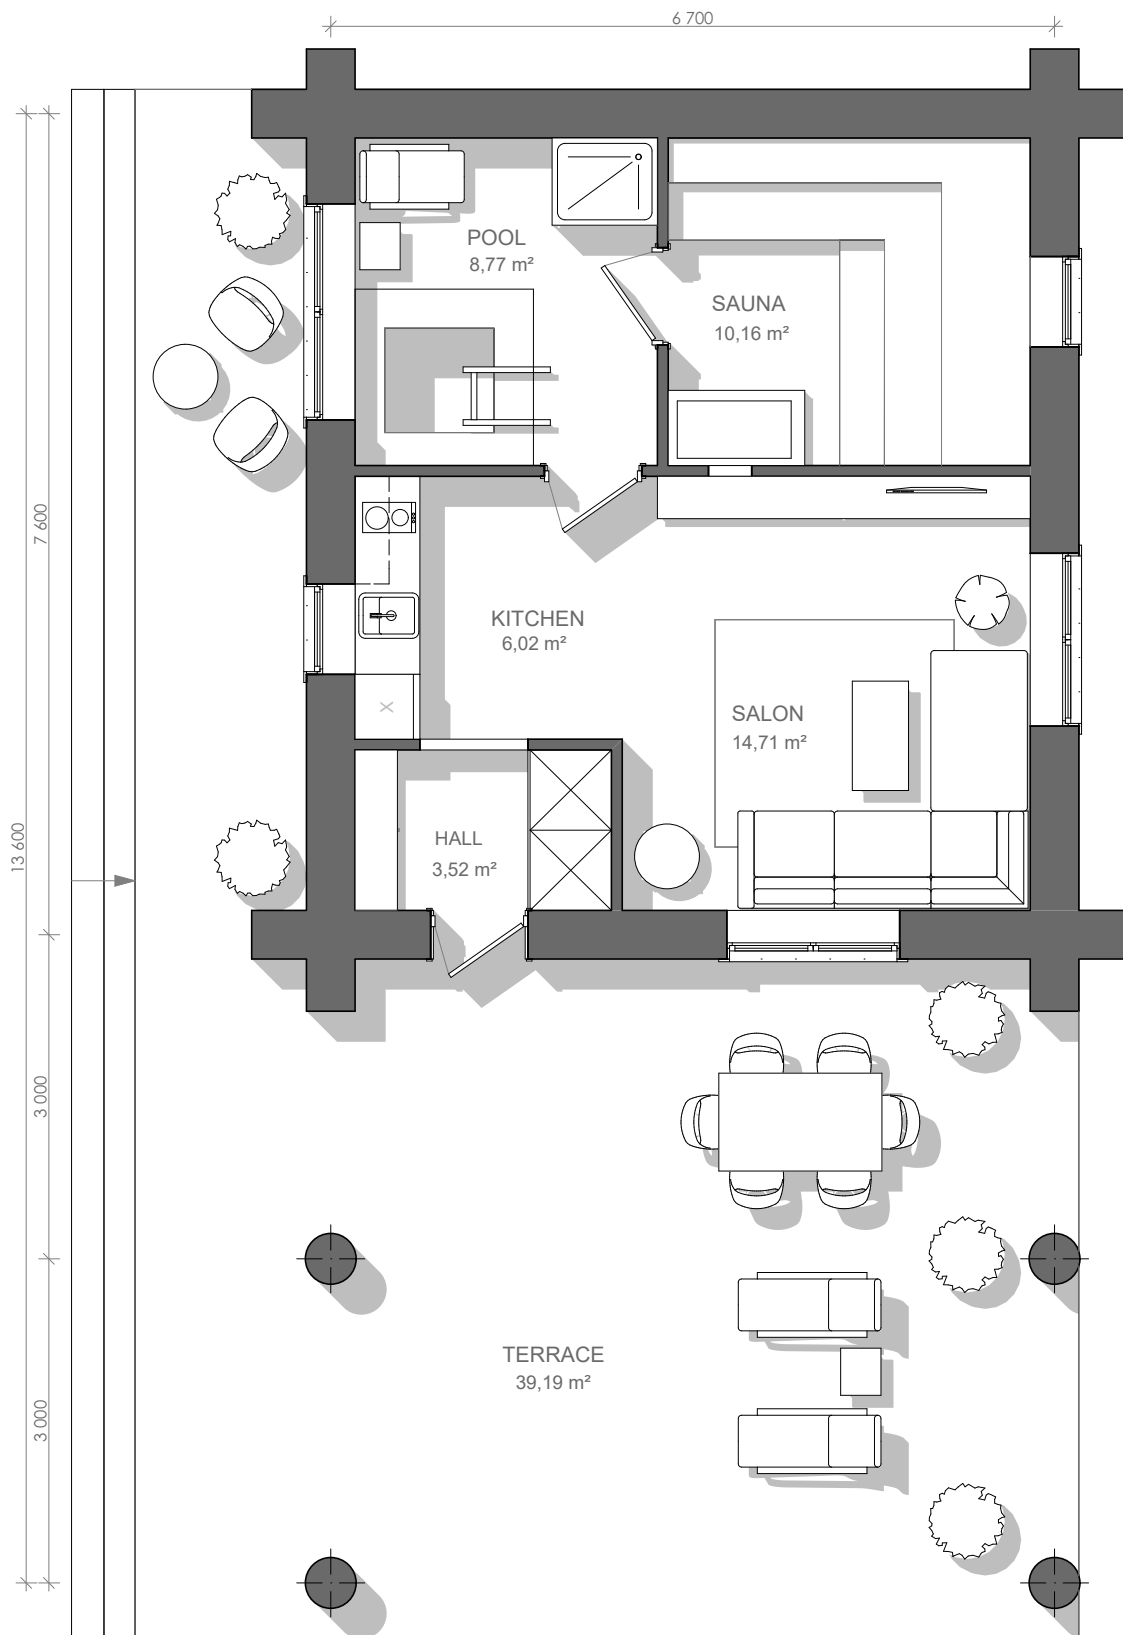 6 700
POOL
8,77 m²
SAUNA
10,16 m²
7 600
KITCHEN
6,02 m²
SALON
14,71 m²
13 600
HALL
3,52 m²
3 000
TERRACE
39,19 m²
3 000